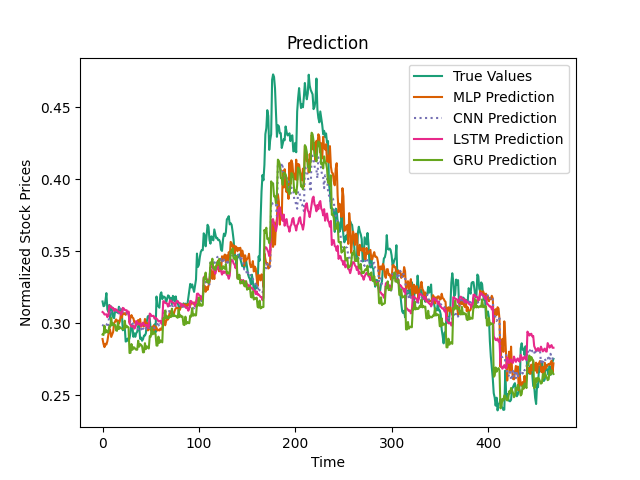 Prediction
True Values
MLP Prediction
CNN Prediction
LSTM Prediction
GRU Prediction
0.45
0.40
0.35
0.30
0.25
Normalized Stock Prices
0 100 200 300 400
Time